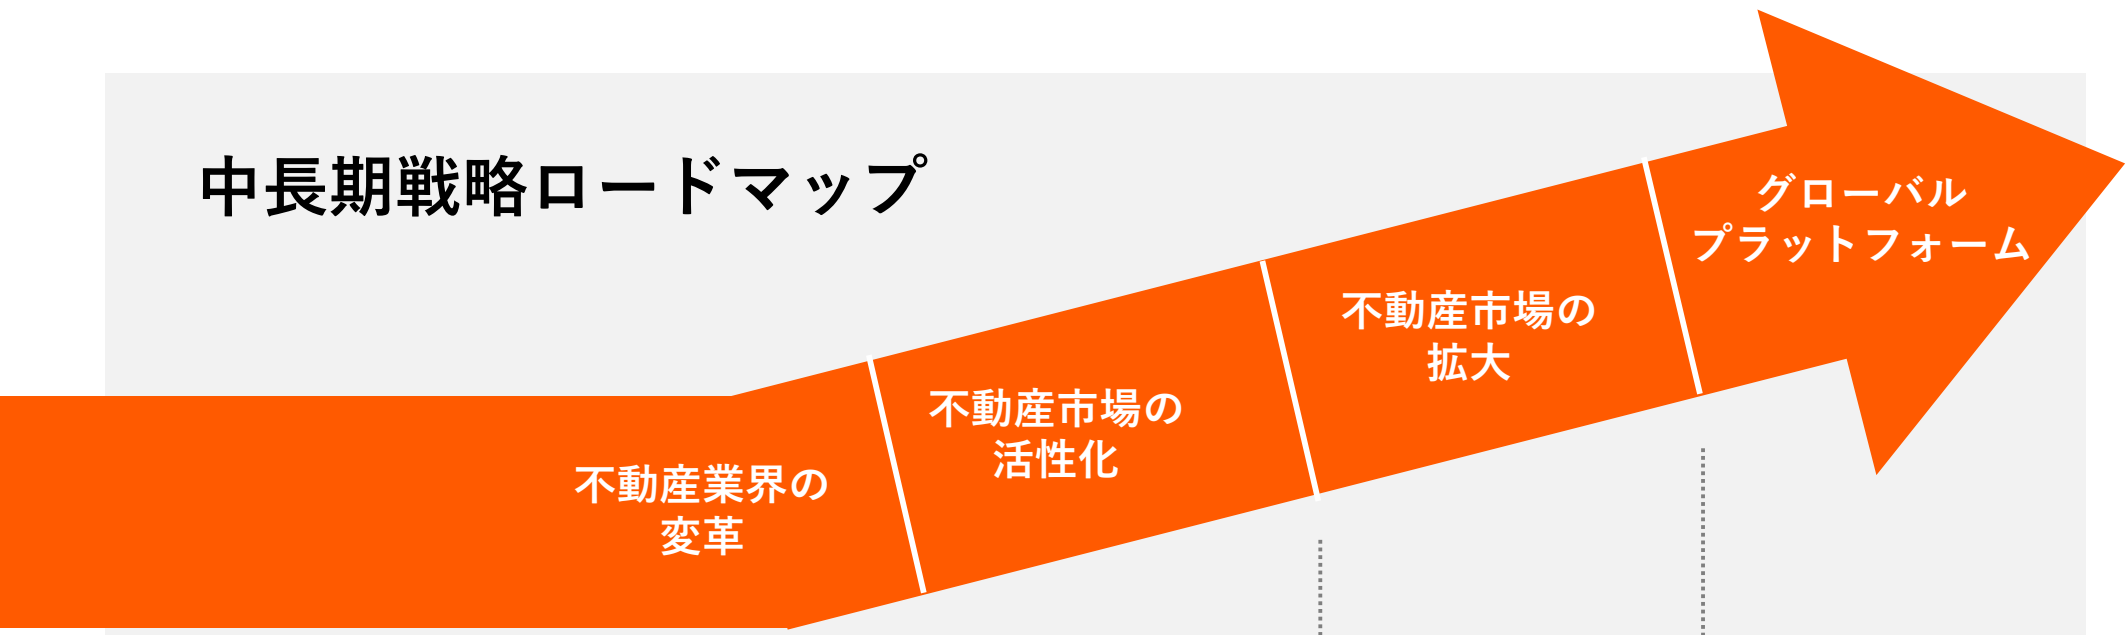 中長期戦略ロードマップ
不動産業界の
変革
不動産市場の
活性化
不動産市場の
拡大
グローバル
プラットフォーム